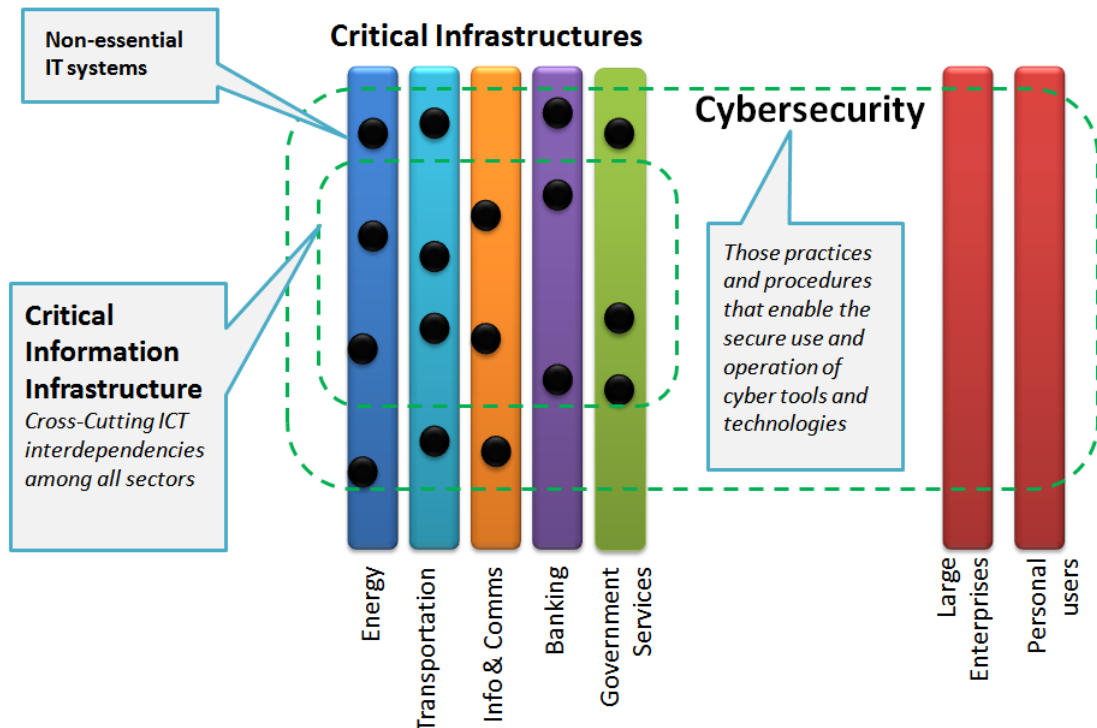 Non-essential
IT systems
Critical Infrastructures
Cybersecurity
Those practices
and procedures
that enable the
secure use and
operation of
cyber tools and
technologies
Critical
Information
Infrastructure
Cross-Cutting ICT
interdependencies
among all sectors
Energy
Transportation
Info & Comms
Banking
Government
Services
Large
Enterprises
Personal
users